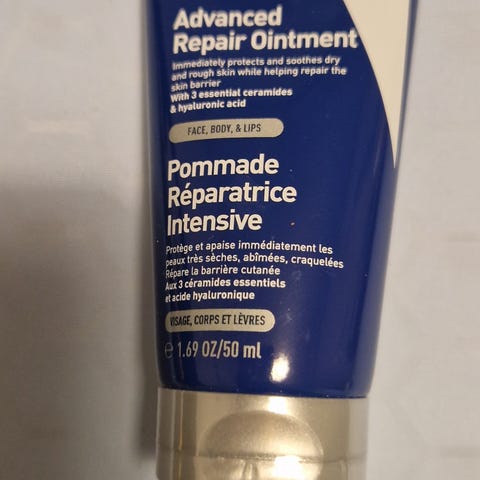 Advanced
Repair Ointment
Immediately protects and soothes dry
and rough skin while helping repair the
skin barrier
With 3 essential ceramides
& hyaluronic acid
FACE, BODY, & LIPS
Pommade
Réparatrice
Intensive
Protège et apaise immédiatement les
peaux très sèches, abîmées, craquelées
Répare la barrière cutanée
Aux 3 céramides essentiels
et acide hyaluronique
VISAGE, CORPS ET LÈVRES
℮ 1.69 OZ/50 ml